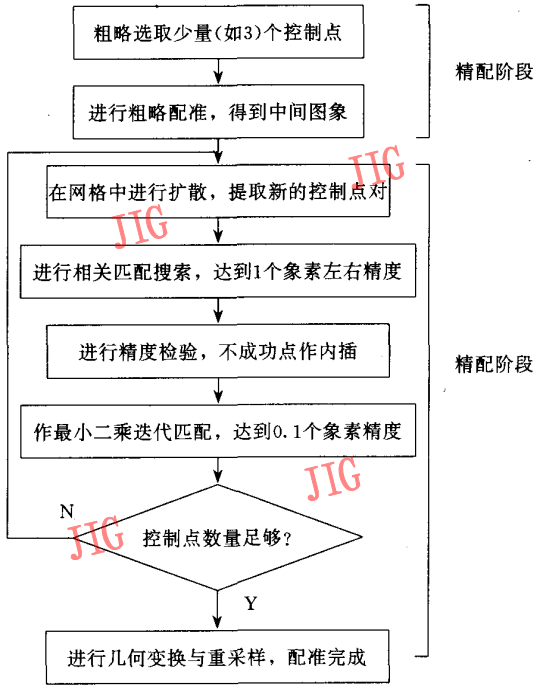 粗略选取少量(如3)个控制点
精配阶段
进行粗略配准，得到中间图象
JIG
在网格中进行扩散，提取新的控制点对
JIG
进行相关匹配搜索，达到1个象素左右精度
进行精度检验，不成功点作内插
精配阶段
作最小二乘迭代匹配，达到0.1个象素精度
JIG
N
JIG
控制点数量足够?
Y
进行几何变换与重采样，配准完成